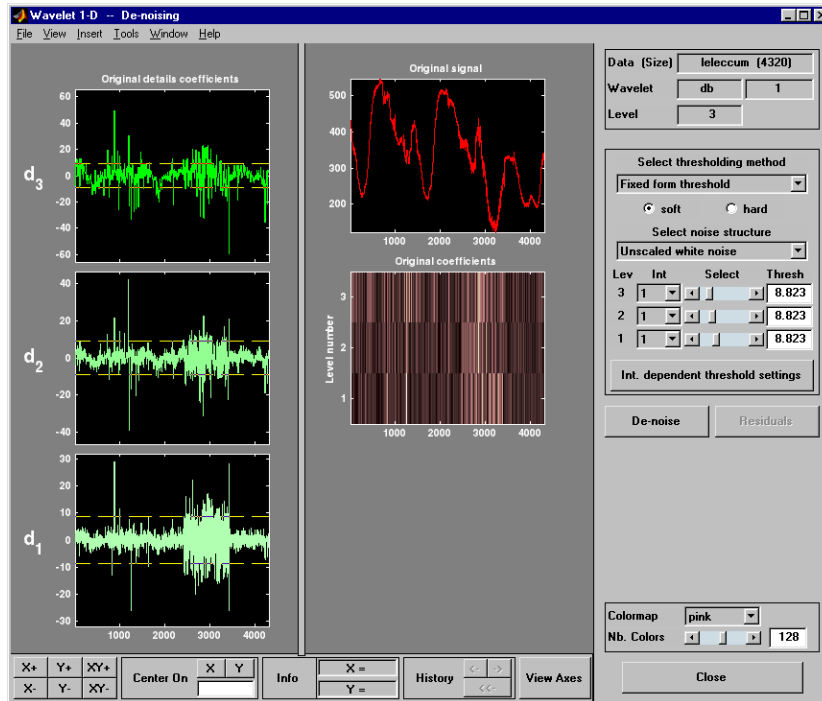 Wavelet 1-D -- De-noising
File View Insert Tools Window Help
Original details coefficients
60
40
20
0
-20
-40
-60
d3
40
20
0
-20
-40
d2
30
20
10
0
-10
-20
-30
d1
1000 2000 3000 4000
Original signal
500
400
300
200
1000 2000 3000 4000
Original coefficients
Level number
3
2
1
1000 2000 3000 4000
Data (Size) leleccum (4320)
Wavelet db 1
Level 3
Select thresholding method
Fixed form threshold
soft hard
Select noise structure
Unscaled white noise
Lev Int Select Thresh
3 1 8.823
2 1 8.823
1 1 8.823
Int. dependent threshold settings
De-noise Residuals
Colormap pink
Nb. Colors 128
Close
X+ Y+ XY+
X- Y- XY-
Center On X Y
Info X =
Y =
History <- ->
<<-
View Axes